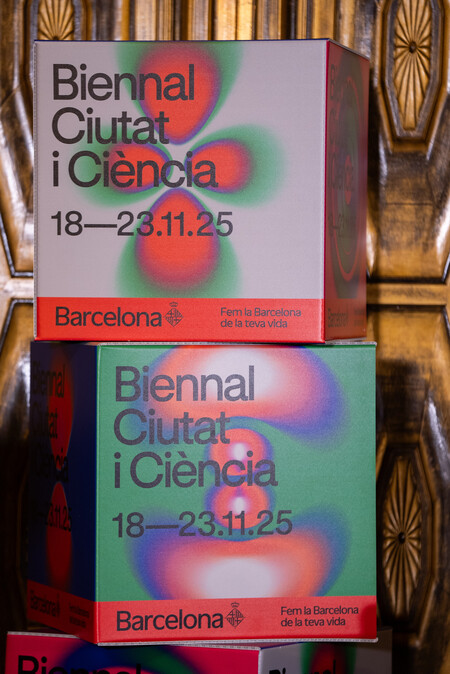 Biennal
Ciutat
i Ciència
18—23.11.25
Barcelona
Fem la Barcelona
de la teva vida
Biennal
Ciutat
i Ciència
18—23.11.25
Barcelona
Fem la Barcelona
de la teva vida
Biennal